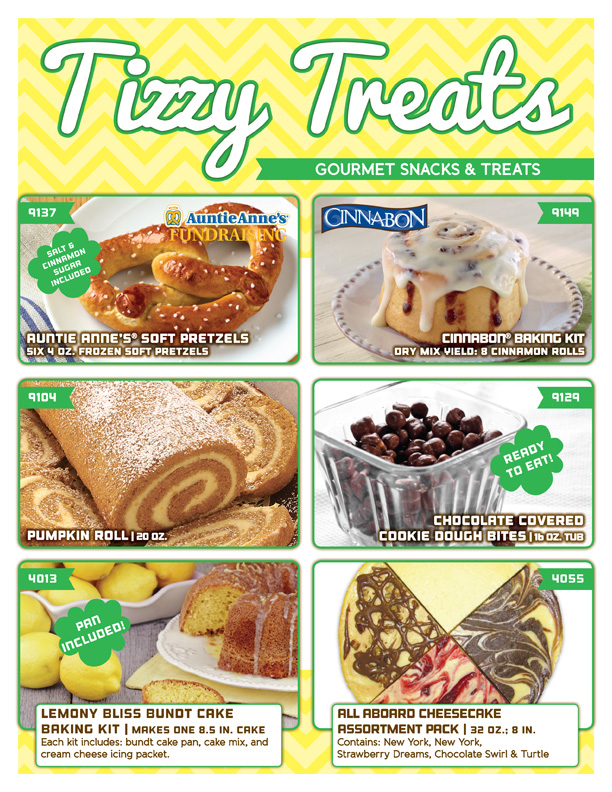 Tizzy Treats
GOURMET SNACKS & TREATS
9137
Auntie Anne's®
FUNDRAISING
SALT &
CINNAMON
SUGAR
INCLUDED
AUNTIE ANNE'S® SOFT PRETZELS
SIX 4 OZ. FROZEN SOFT PRETZELS
CINNABON
9149
CINNABON® BAKING KIT
DRY MIX YIELD: 8 CINNAMON ROLLS
9104
PUMPKIN ROLL | 20 OZ.
9129
READY
TO EAT!
CHOCOLATE COVERED
COOKIE DOUGH BITES | 16 OZ. TUB
4013
PAN
INCLUDED!
LEMONY BLISS BUNDT CAKE
BAKING KIT | MAKES ONE 8.5 IN. CAKE
Each kit includes: bundt cake pan, cake mix, and
cream cheese icing packet.
4055
ALL ABOARD CHEESECAKE
ASSORTMENT PACK | 32 OZ.; 8 IN.
Contains: New York, New York,
Strawberry Dreams, Chocolate Swirl & Turtle